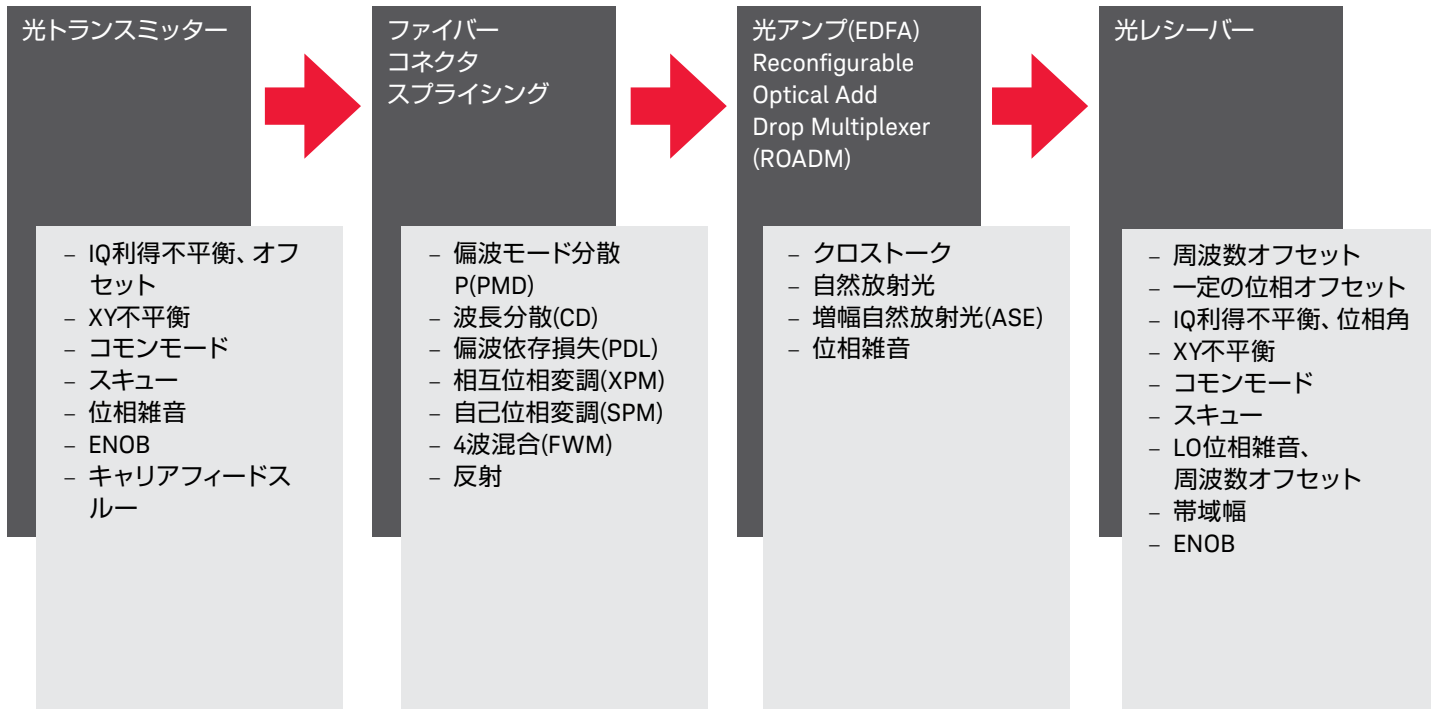 光トランスミッター
ファイバー
コネクタ
スプライシング
光アンプ(EDFA)
Reconfigurable
Optical Add
Drop Multiplexer
(ROADM)
光レシーバー
– IQ利得不平衡、オフ
セット
– XY不平衡
– コモンモード
– スキュー
– 位相雑音
– ENOB
– キャリアフィードス
ルー
– 偏波モード分散
P(PMD)
– 波長分散(CD)
– 偏波依存損失(PDL)
– 相互位相変調(XPM)
– 自己位相変調(SPM)
– 4波混合(FWM)
– 反射
– クロストーク
– 自然放射光
– 増幅自然放射光(ASE)
– 位相雑音
– 周波数オフセット
– 一定の位相オフセット
– IQ利得不平衡、位相角
– XY不平衡
– コモンモード
– スキュー
– LO位相雑音、
周波数オフセット
– 帯域幅
– ENOB